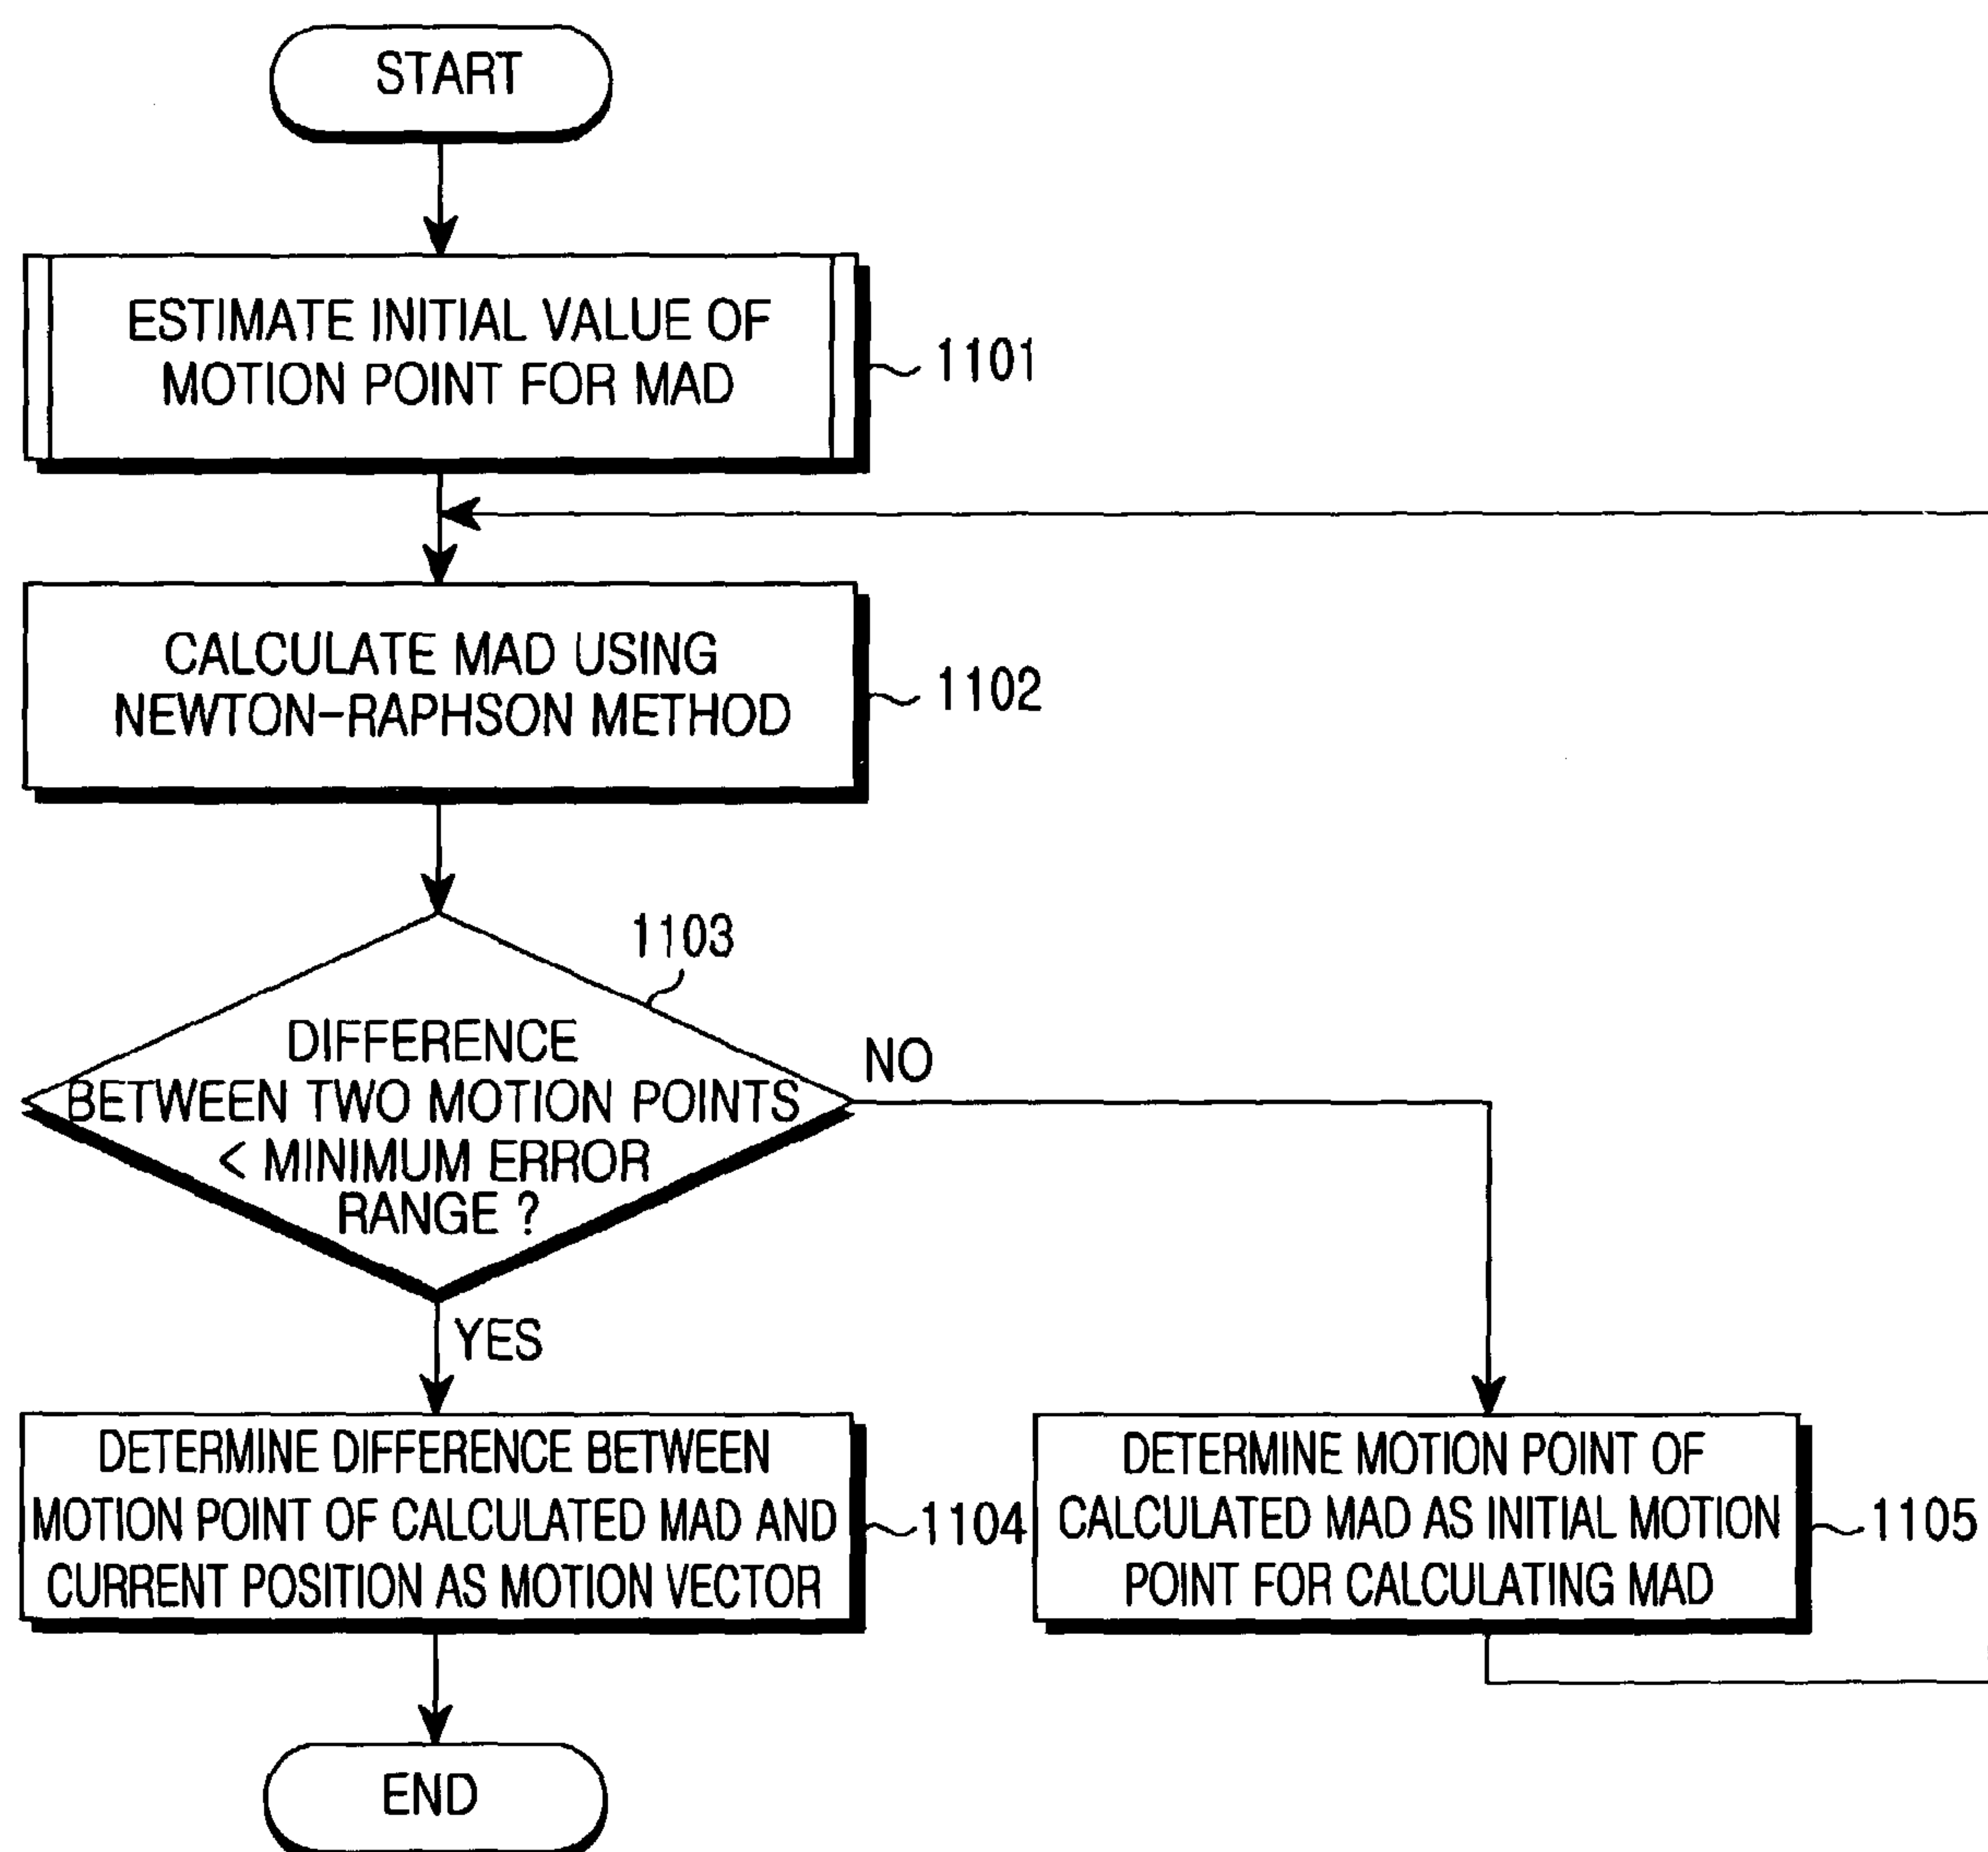 START
ESTIMATE INITIAL VALUE OF
MOTION POINT FOR MAD
1101
CALCULATE MAD USING
NEWTON-RAPHSON METHOD
1102
1103
DIFFERENCE
BETWEEN TWO MOTION POINTS
< MINIMUM ERROR
RANGE ?
NO
YES
DETERMINE DIFFERENCE BETWEEN
MOTION POINT OF CALCULATED MAD AND
CURRENT POSITION AS MOTION VECTOR
1104
DETERMINE MOTION POINT OF
CALCULATED MAD AS INITIAL MOTION
POINT FOR CALCULATING MAD
1105
END